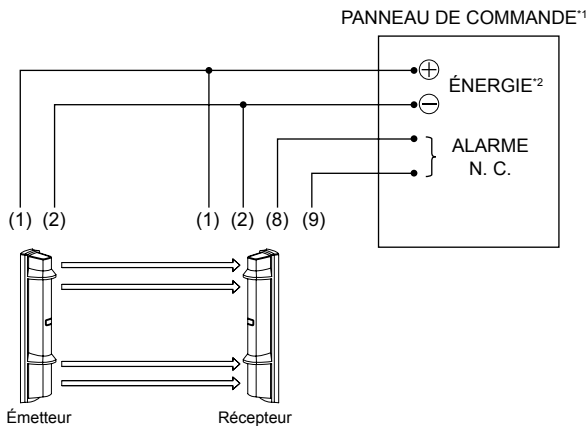 PANNEAU DE COMMANDE*1
ÉNERGIE*2
ALARME
N. C.
(1) (2) (1) (2) (8) (9)
Émetteur Récepteur